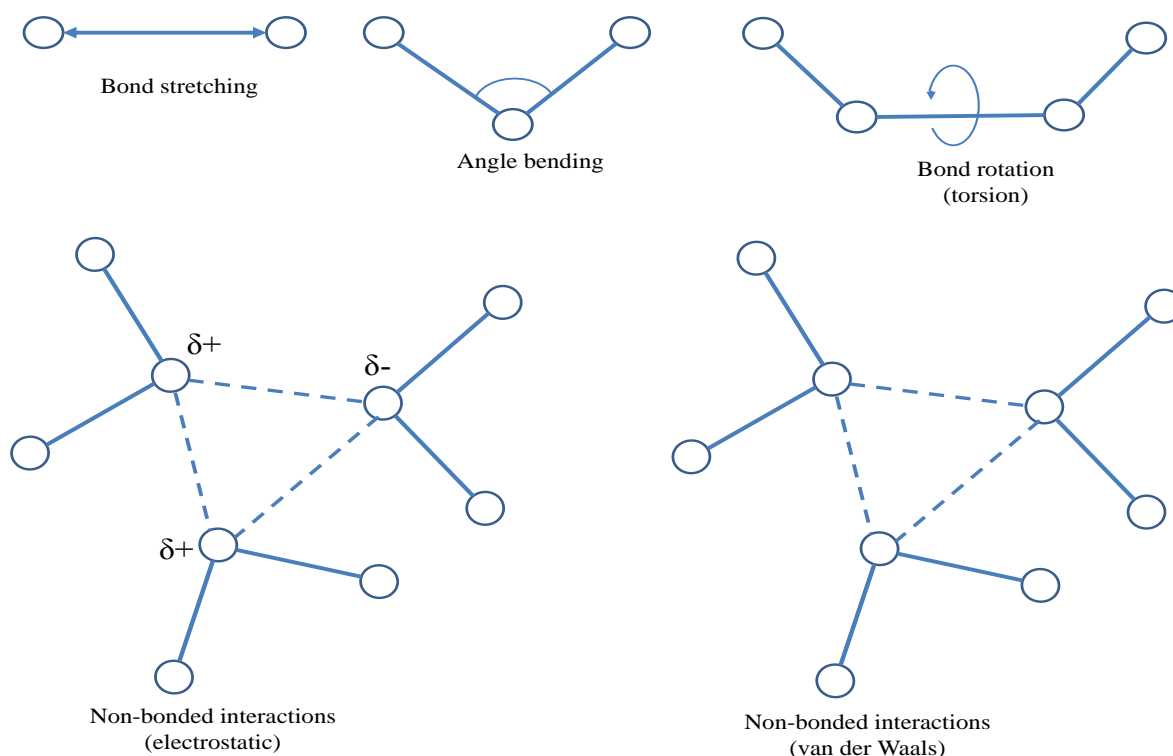 Bond stretching
Angle bending
Bond rotation
(torsion)
δ+
δ-
δ+
Non-bonded interactions
(electrostatic)
Non-bonded interactions
(van der Waals)